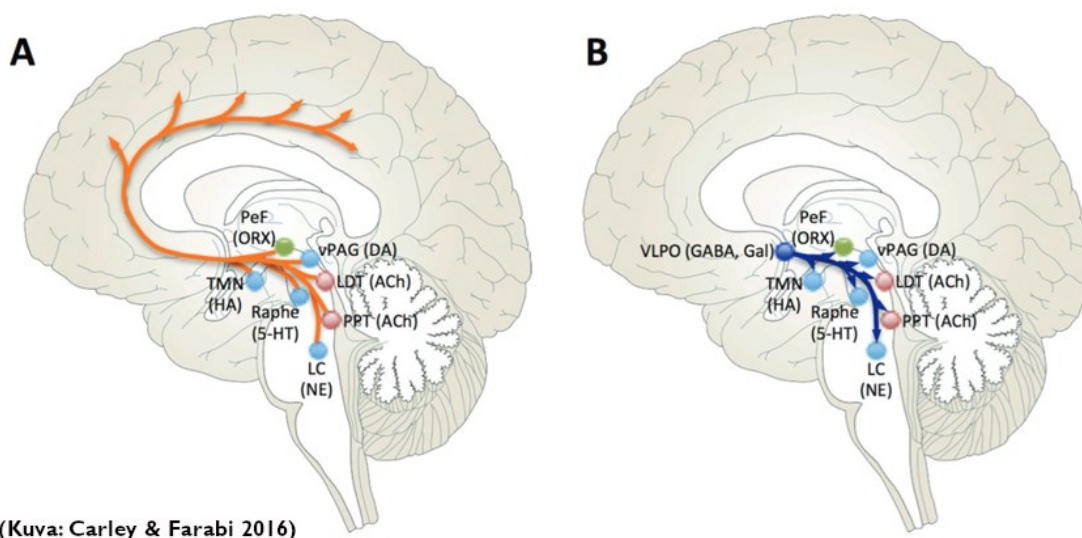 A
PeF
(ORX)
vPAG (DA)
TMN
(HA)
LDT (ACh)
Raphe
(5-HT)
PPT (ACh)
LC
(NE)
B
PeF
VLPO (GABA, Gal)
(ORX)
vPAG (DA)
TMN
(HA)
LDT (ACh)
Raphe
(5-HT)
PPT (ACh)
LC
(NE)
(Kuva: Carley & Farabi 2016)